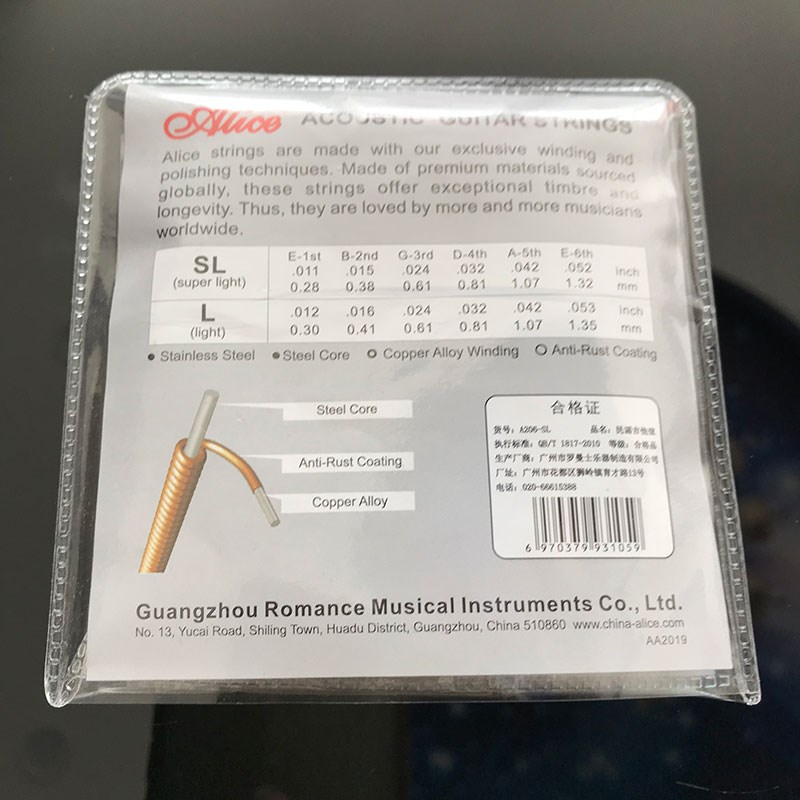 Alice ACOUSTIC GUITAR STRINGS
Alice strings are made with our exclusive winding and
polishing techniques. Made of premium materials sourced
globally, these strings offer exceptional timbre and
longevity. Thus, they are loved by more and more musicians
worldwide.
E-1st B-2nd G-3rd D-4th A-5th E-6th
SL .011 .015 .024 .032 .042 .052 inch
(super light) 0.28 0.38 0.61 0.81 1.07 1.32 mm
L .012 .016 .024 .032 .042 .053 inch
(light) 0.30 0.41 0.61 0.81 1.07 1.35 mm
Stainless Steel Steel Core Copper Alloy Winding Anti-Rust Coating
Steel Core
Anti-Rust Coating
Copper Alloy
合格证
货号: A206-SL 品名: 民谣吉他弦
执行标准: QB/T 1817-2010 等级: 合格品
生产厂商: 广州市罗曼士乐器制造有限公司
厂址: 广州市花都区狮岭镇育才路13号
电话: 020-66615388
6 970379 931059
Guangzhou Romance Musical Instruments Co., Ltd.
No. 13, Yucai Road, Shiling Town, Huadu District, Guangzhou, China 510860 www.china-alice.com
AA2019